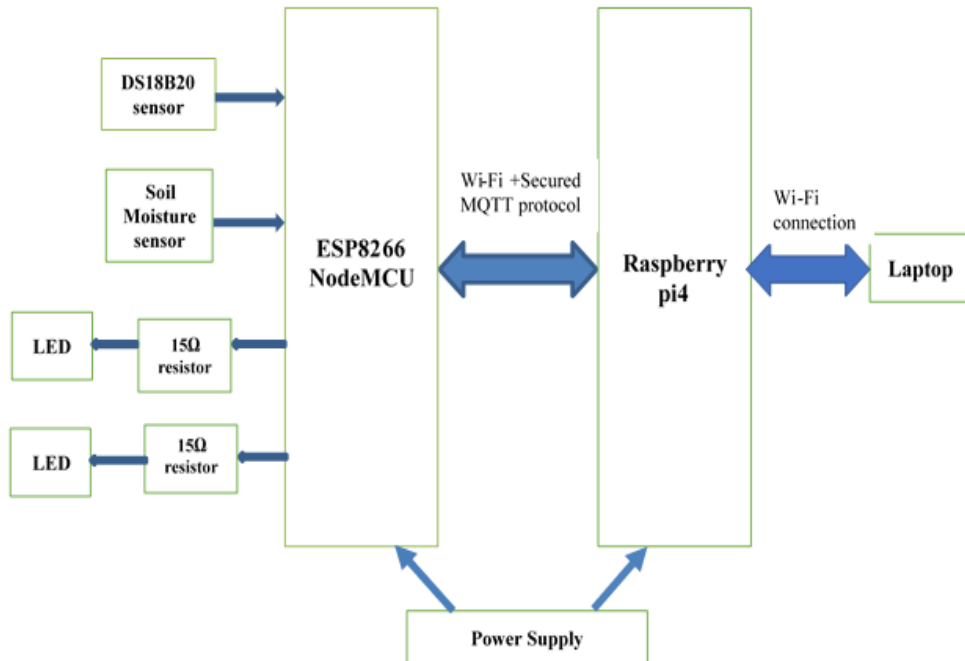 DS18B20
sensor
Soil
Moisture
sensor
LED
15Ω
resistor
LED
15Ω
resistor
ESP8266
NodeMCU
Wi-Fi +Secured
MQTT protocol
Raspberry
pi4
Wi-Fi
connection
Laptop
Power Supply